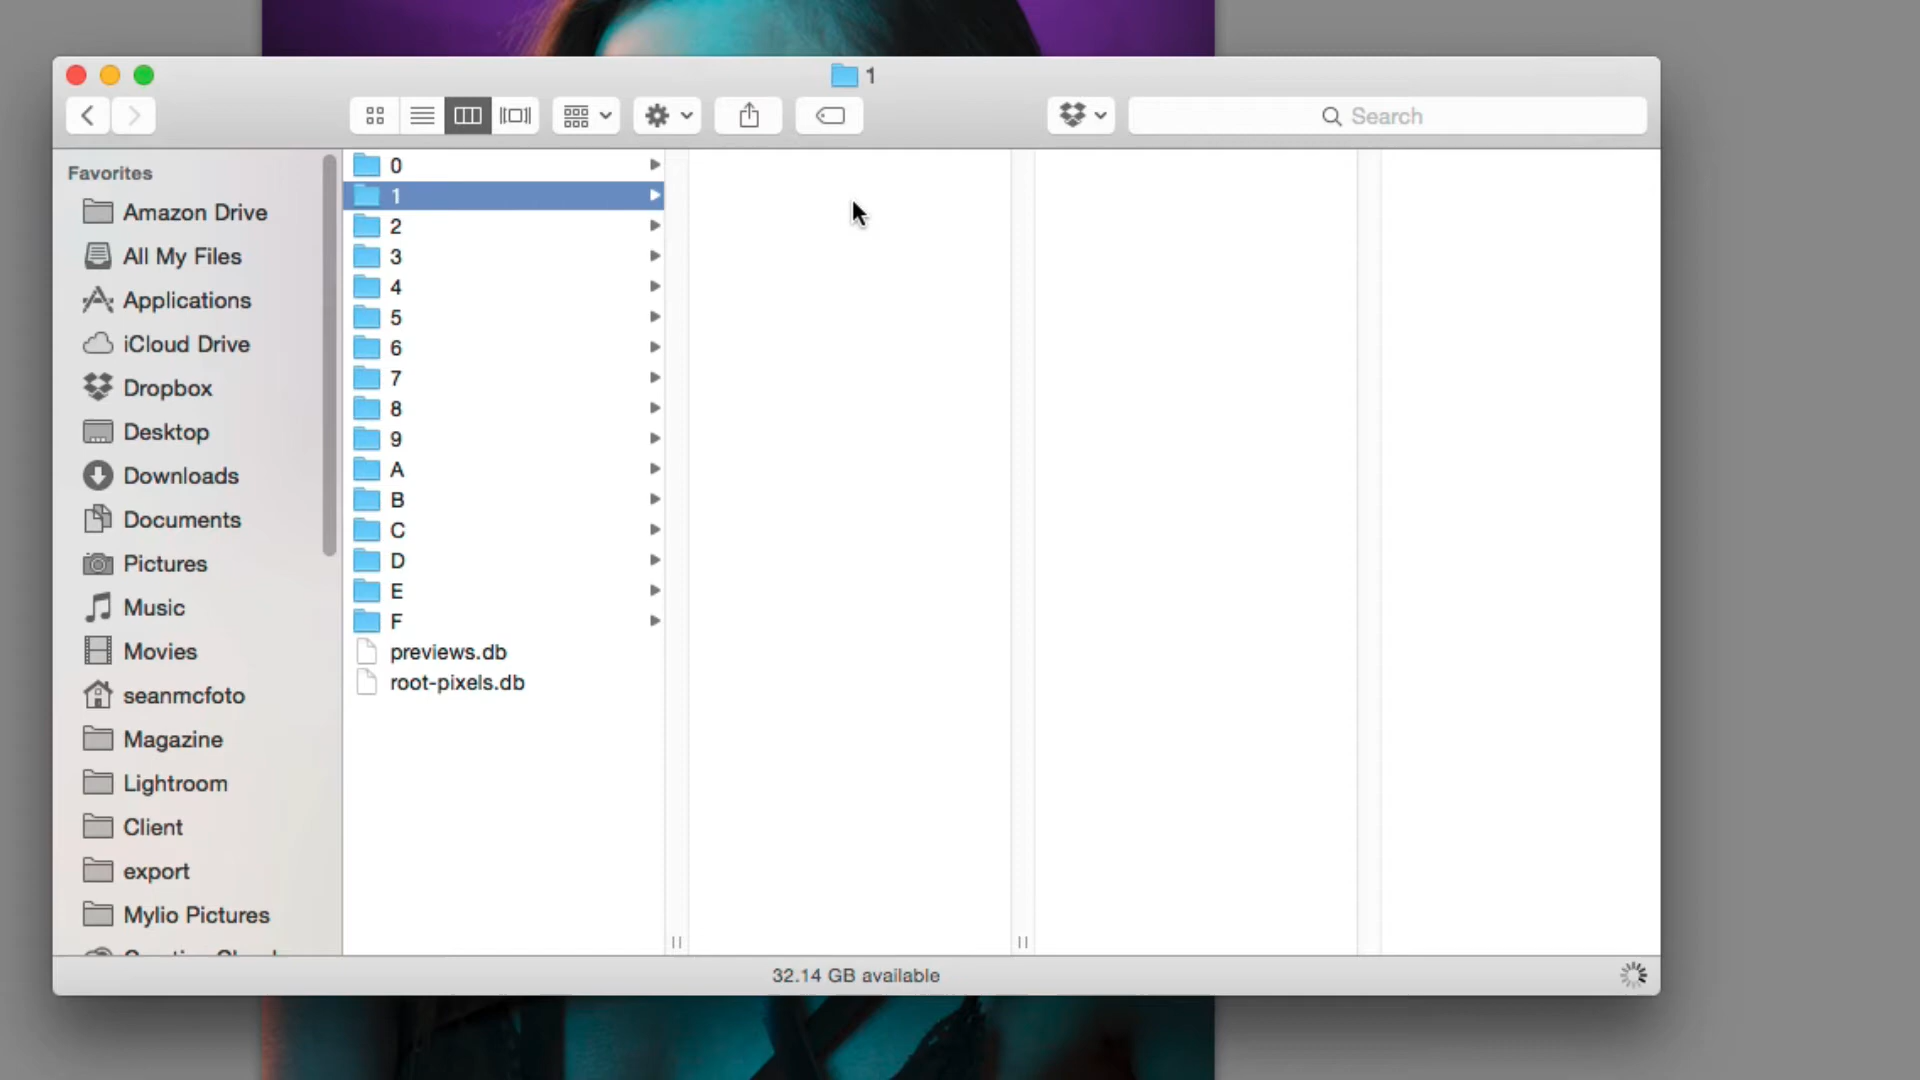 1
Search
Favorites
Amazon Drive
All My Files
Applications
iCloud Drive
Dropbox
Desktop
Downloads
Documents
Pictures
Music
Movies
seanmcfoto
Magazine
Lightroom
Client
export
Mylio Pictures
0
1
2
3
4
5
6
7
8
9
A
B
C
D
E
F
previews.db
root-pixels.db
32.14 GB available